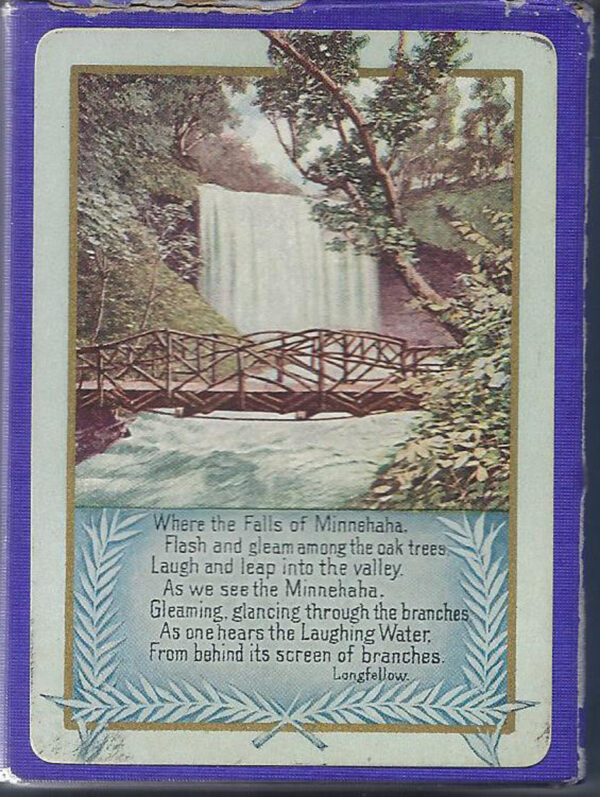 Where the Falls of Minnehaha.
Flash and gleam among the oak trees,
Laugh and leap into the valley.
As we see the Minnehaha.
Gleaming, glancing through the branches
As one hears the Laughing Water,
From behind its screen of branches.
Longfellow.